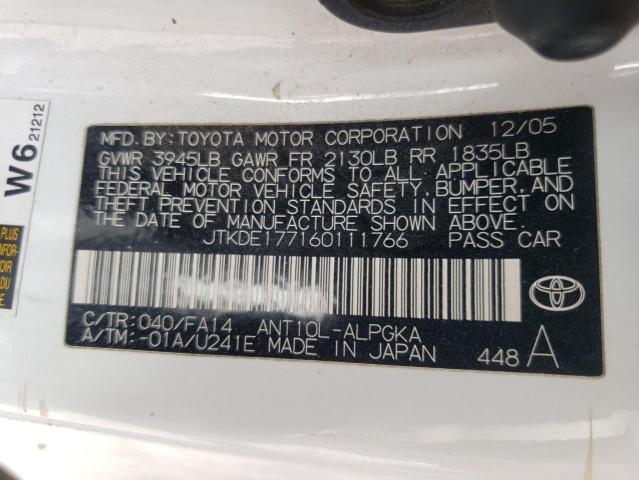 W6
21212
PLUS
DU
MFD. BY: TOYOTA MOTOR CORPORATION 12/05
GVWR 3945LB GAWR FR 2130LB RR 1835LB
THIS VEHICLE CONFORMS TO ALL APPLICABLE
FEDERAL MOTOR VEHICLE SAFETY, BUMPER, AND
THEFT PREVENTION STANDARDS IN EFFECT ON
THE DATE OF MANUFACTURE SHOWN ABOVE.
JTKDE177160111766 PASS CAR
C/TR: 040/FA14 ANT10L-ALPGKA
A/TM: -01A/U241E MADE IN JAPAN
448 A